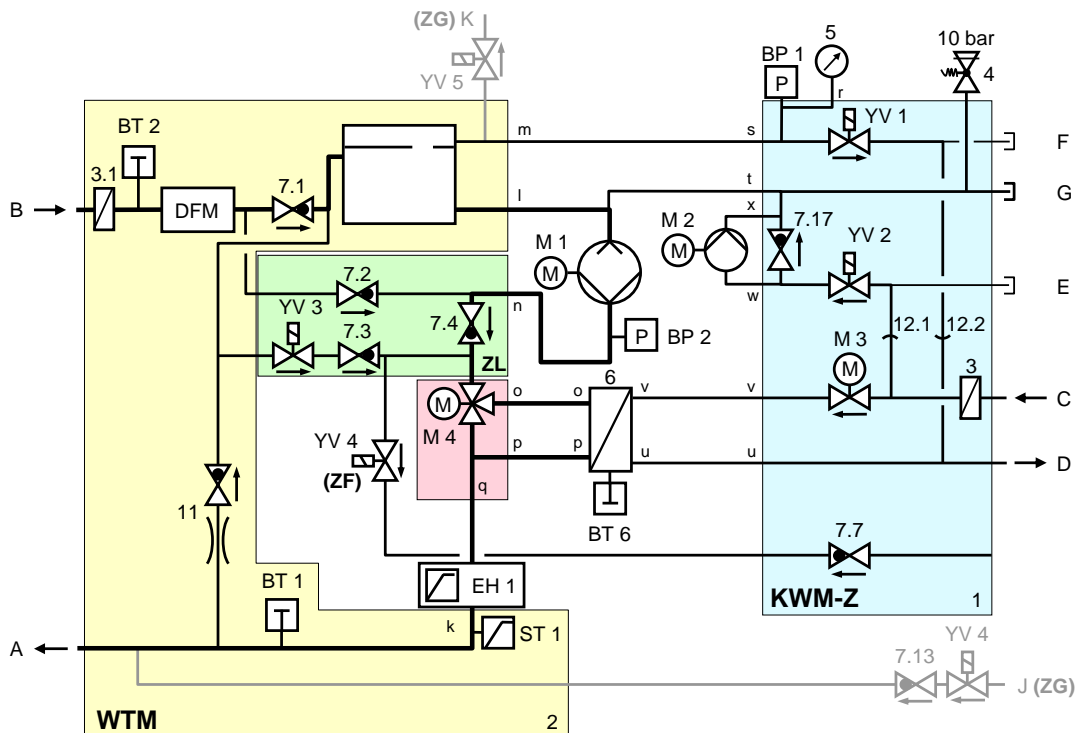 (ZG) K
5
10 bar
BP 1
P
4
YV 5
r
BT 2
m
s
YV 1
F
3.1
7.1
t
B
DFM
l
G
x
M 2
7.17
M 1
M
YV 2
M
7.2
w
E
YV 3
n
7.4
12.1
12.2
7.3
P
BP 2
M 3
ZL
M
3
6
o
o
v
v
C
M
M 4
YV 4
p
p
(ZF)
u
u
D
q
11
BT 6
7.7
BT 1
EH 1
KWM-Z
1
k
ST 1
A
YV 4
7.13
J (ZG)
WTM
2